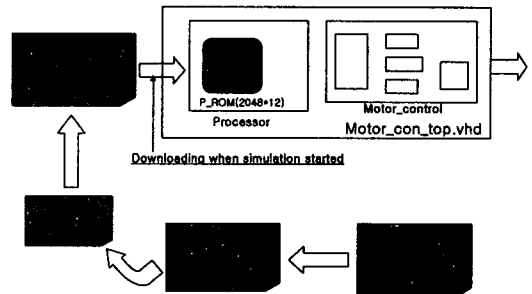 P_ROM(2048*12)
Processor
Motor_control
Motor_con_top.vhd
Downloading when simulation started